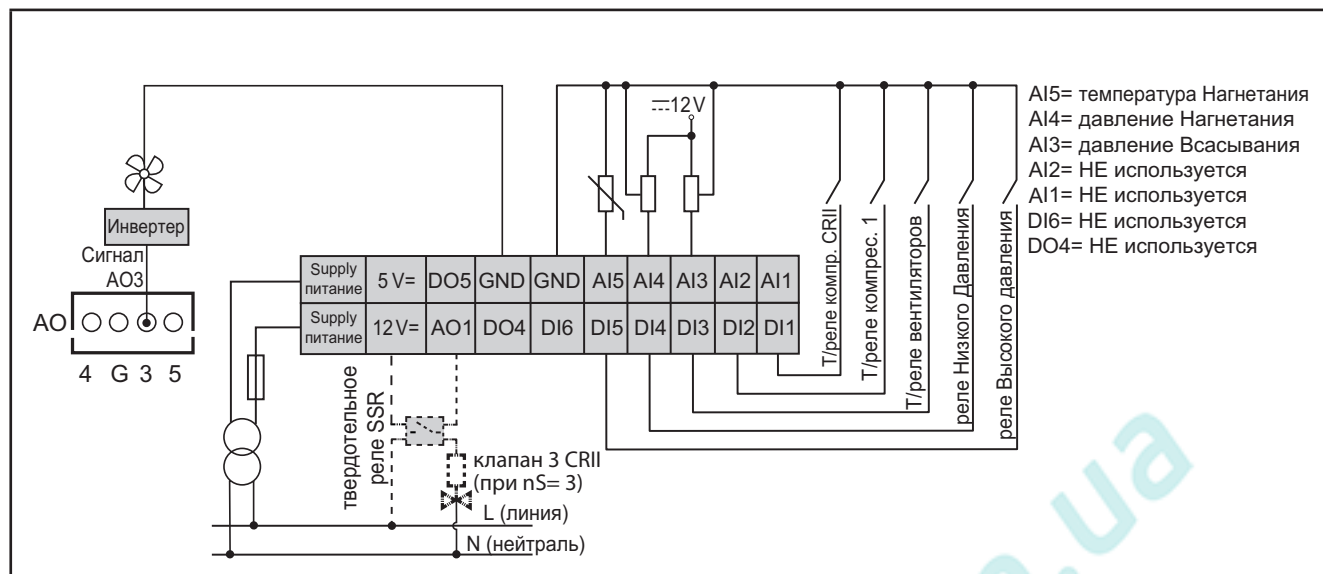 12 V
AI5= температура Нагнетания
AI4= давление Нагнетания
AI3= давление Всасывания
AI2= НЕ используется
AI1= НЕ используется
DI6= НЕ используется
DO4= НЕ используется
Инвертер
Сигнал
AO3
AO
4 G 3 5
Supply питание 5 V= DO5 GND GND AI5 AI4 AI3 AI2 AI1
Supply питание 12 V= AO1 DO4 DI6 DI5 DI4 DI3 DI2 DI1
Т/реле компр. CRII
Т/реле компрес. 1
Т/реле вентиляторов
реле Низкого Давления
реле Высокого давления
твердотельное
реле SSR
клапан 3 CRII
(при nS= 3)
L (линия)
N (нейтраль)
.ua